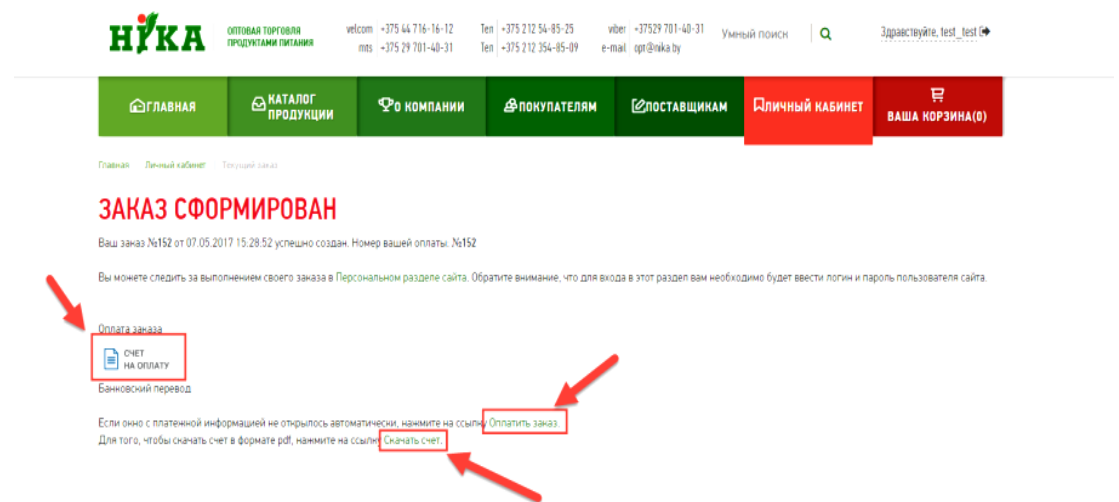 НİКА
ОПТОВАЯ ТОРГОВЛЯ
ПРОДУКТАМИ ПИТАНИЯ
velcom +375 44 716-16-12
mts +375 29 701-40-31
Тел +375 212 54-85-25
Тел +375 212 354-85-09
viber +37529 701-40-31
e-mail opt@nika.by
Умный поиск
Здравствуйте, test_test
ГЛАВНАЯ
КАТАЛОГ
ПРОДУКЦИИ
О КОМПАНИИ
ПОКУПАТЕЛЯМ
ПОСТАВЩИКАМ
ЛИЧНЫЙ КАБИНЕТ
ВАША КОРЗИНА(0)
Главная Личный кабинет Текущий заказ
ЗАКАЗ СФОРМИРОВАН
Ваш заказ №152 от 07.05.2017 15:28:52 успешно создан. Номер вашей оплаты: №152
Вы можете следить за выполнением своего заказа в Персональном разделе сайта. Обратите внимание, что для входа в этот раздел вам необходимо будет ввести логин и пароль пользователя сайта.
Оплата заказа
СЧЕТ
НА ОПЛАТУ
Банковский перевод
Если окно с платежной информацией не открылось автоматически, нажмите на ссылку Оплатить заказ.
Для того, чтобы скачать счет в формате pdf, нажмите на ссылку Скачать счет.